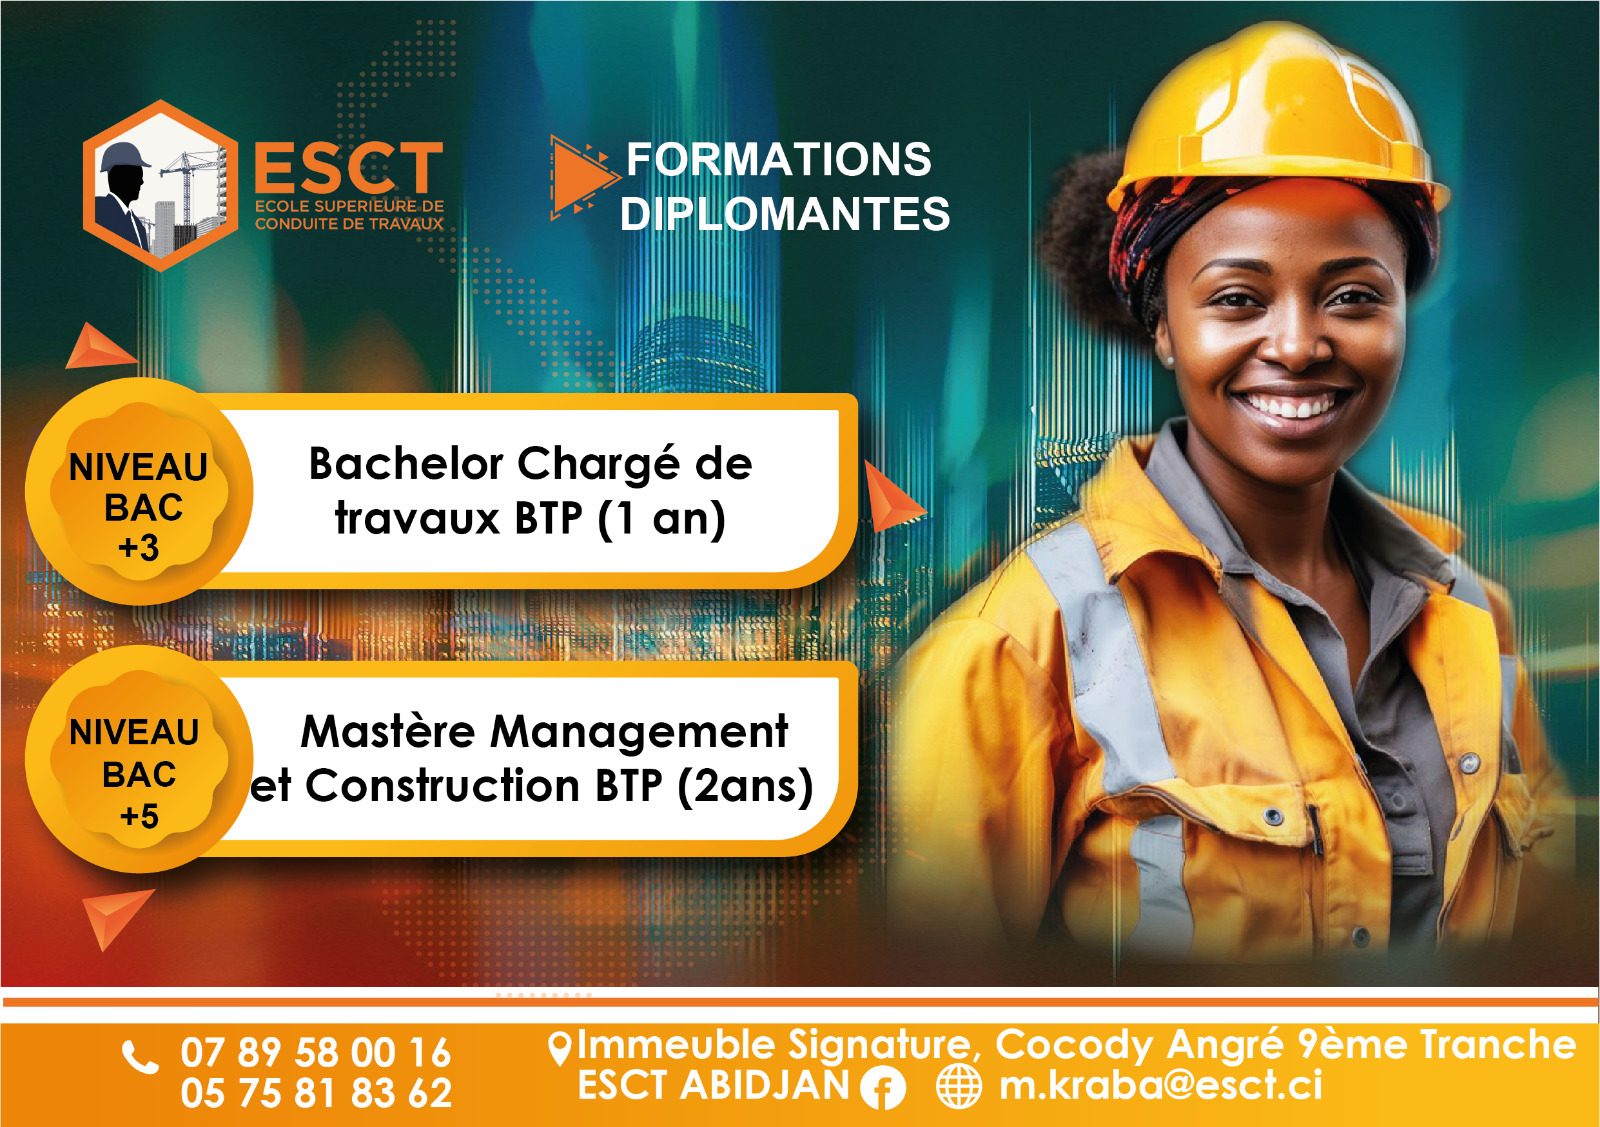 ESCT
ECOLE SUPERIEURE DE
CONDUITE DE TRAVAUX
FORMATIONS
DIPLOMANTES
NIVEAU
BAC
+3
Bachelor Chargé de
travaux BTP (1 an)
NIVEAU
BAC
+5
Mastère Management
et Construction BTP (2ans)
07 89 58 00 16
05 75 81 83 62
Immeuble Signature, Cocody Angré 9ème Tranche
ESCT ABIDJAN
m.kraba@esct.ci